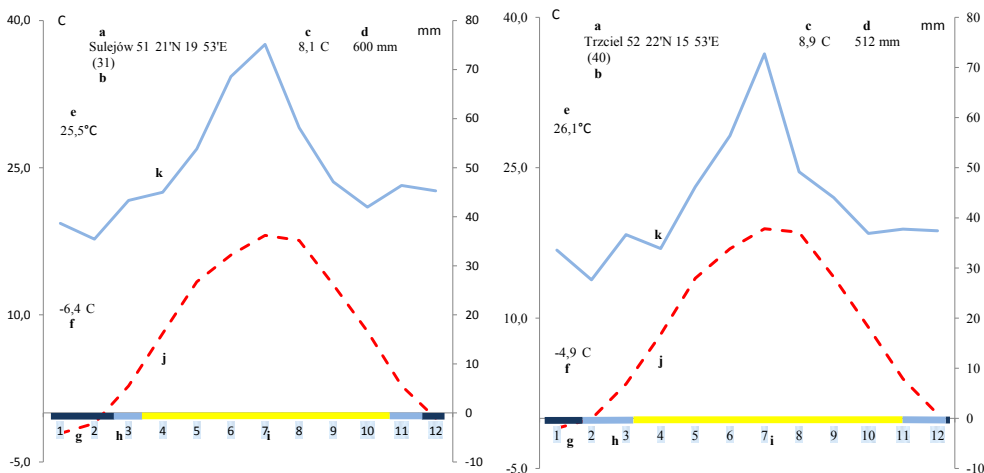 40,0 C a c d mm 80
Sulejów 51 21'N 19 53'E 8,1 C 600 mm
(31)
b
70
e
25,5°C
60
25,0 k 50
40
30
-6,4 C
f
10,0 20
j
10
0
1 2 3 4 5 6 7 8 9 10 11 12
g h i
-5,0 -10
40,0 C a c d mm 80
Trzciel 52 22'N 15 53'E 8,9 C 512 mm
(40)
b
70
e
26,1°C
60
25,0 50
k 40
30
10,0 20
-4,9 C
f j
10
0
1 2 3 4 5 6 7 8 9 10 11 12
g h i
-5,0 -10